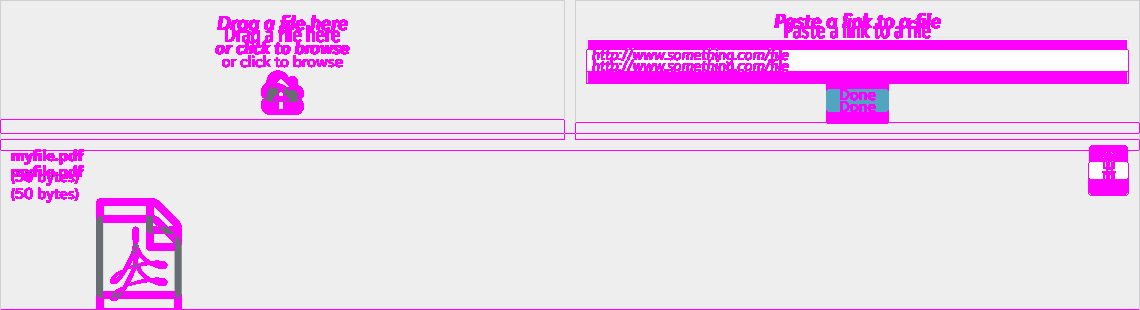 Drag a file here
Drag a file here
or click to browse
or click to browse
Paste a link to a file
Paste a link to a file
http://www.something.com/file
http://www.something.com/file
Done
Done
myfile.pdf
myfile.pdf
(50 bytes)
(50 bytes)